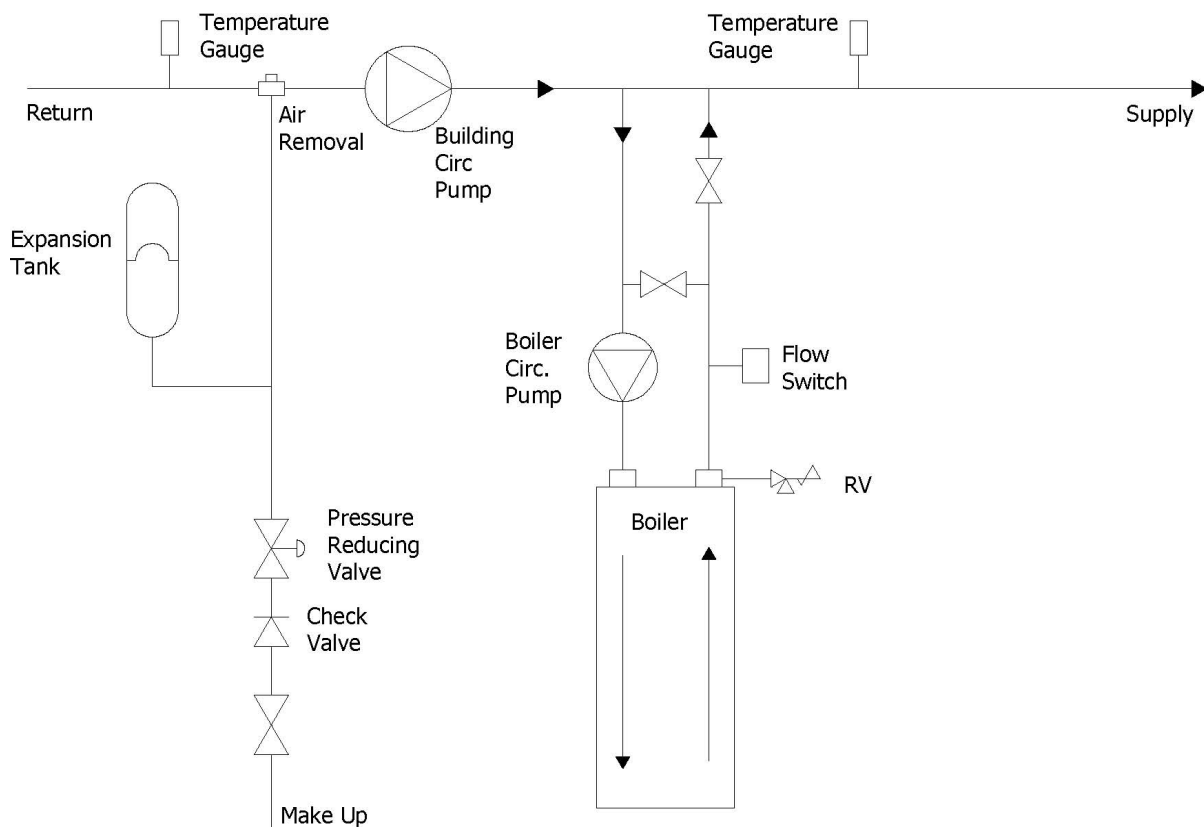 Temperature
Gauge
Temperature
Gauge
Return
Air
Removal
Building
Circ
Pump
Supply
Expansion
Tank
Boiler
Circ.
Pump
Flow
Switch
RV
Boiler
Pressure
Reducing
Valve
Check
Valve
Make Up